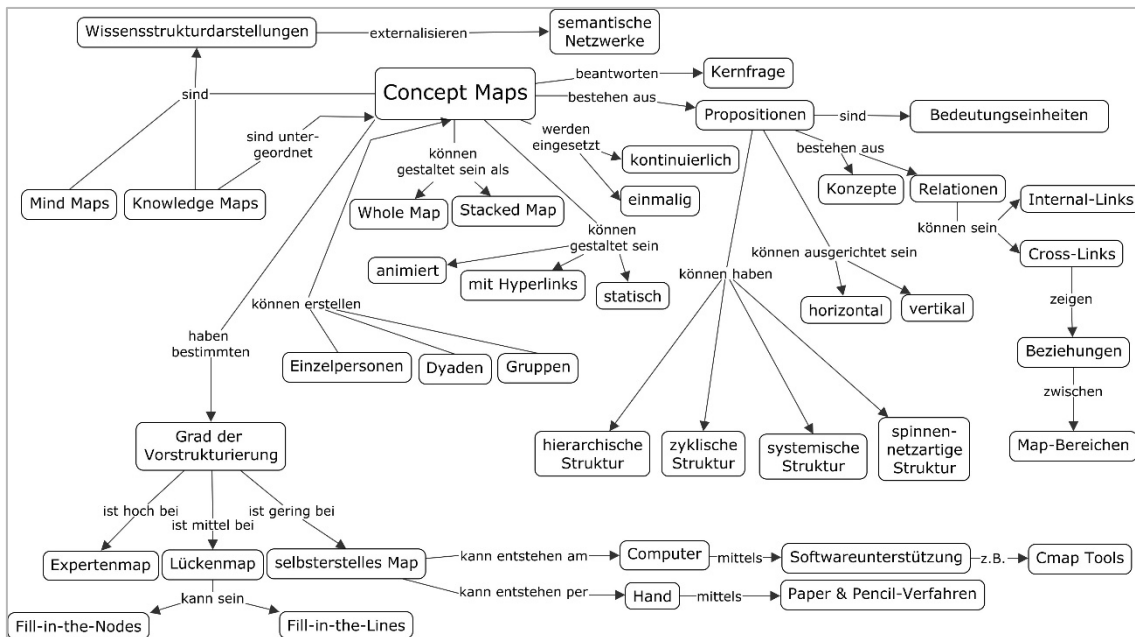 Wissensstrukturdarstellungen
externalisieren
semantische
Netzwerke
beantworten
Kernfrage
sind
Concept Maps
bestehen aus
Propositionen
sind
Bedeutungseinheiten
sind unter-
geordnet
können
gestaltet sein als
werden
eingesetzt
kontinuierlich
bestehen aus
Konzepte
Relationen
Internal-Links
Mind Maps
Knowledge Maps
Whole Map
Stacked Map
einmalig
können sein
können
gestaltet sein
können ausgerichtet sein
Cross-Links
animiert
mit Hyperlinks
statisch
können haben
horizontal
vertikal
zeigen
können erstellen
haben
bestimmten
Einzelpersonen
Dyaden
Gruppen
Beziehungen
zwischen
Grad der
Vorstrukturierung
hierarchische
Struktur
zyklische
Struktur
systemische
Struktur
spinnen-
netzartige
Struktur
Map-Bereichen
ist hoch bei
ist mittel bei
ist gering bei
Expertenmap
Lückenmap
selbsterstelles Map
kann entstehen am
Computer
mittels
Softwareunterstützung
z.B.
Cmap Tools
kann sein
kann entstehen per
Hand
mittels
Paper & Pencil-Verfahren
Fill-in-the-Nodes
Fill-in-the-Lines